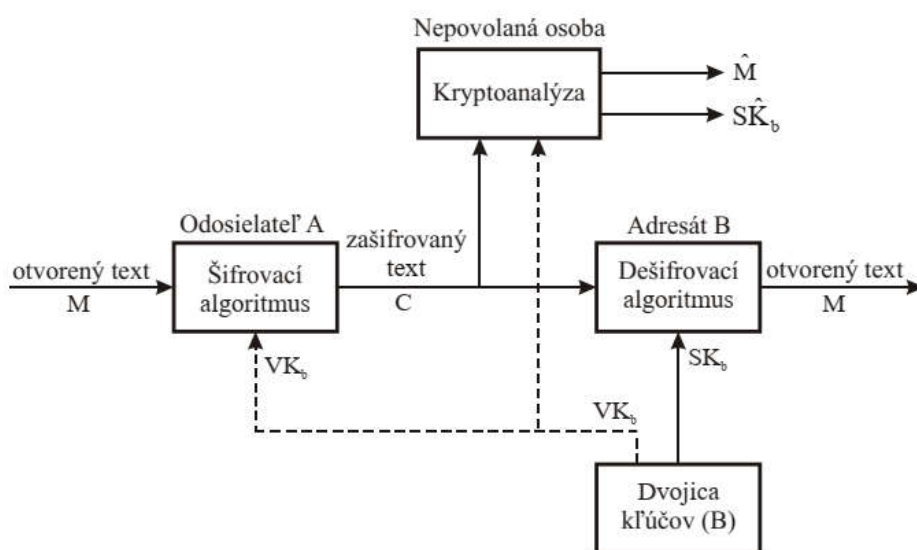 Nepovolaná osoba
Kryptoanalýza
M̂
SK̂b
Odosielateľ A
zašifrovaný
text
C
Adresát B
otvorený text
M
Šifrovací
algoritmus
Dešifrovací
algoritmus
otvorený text
M
VKb
SKb
VKb
Dvojica
kľúčov (B)